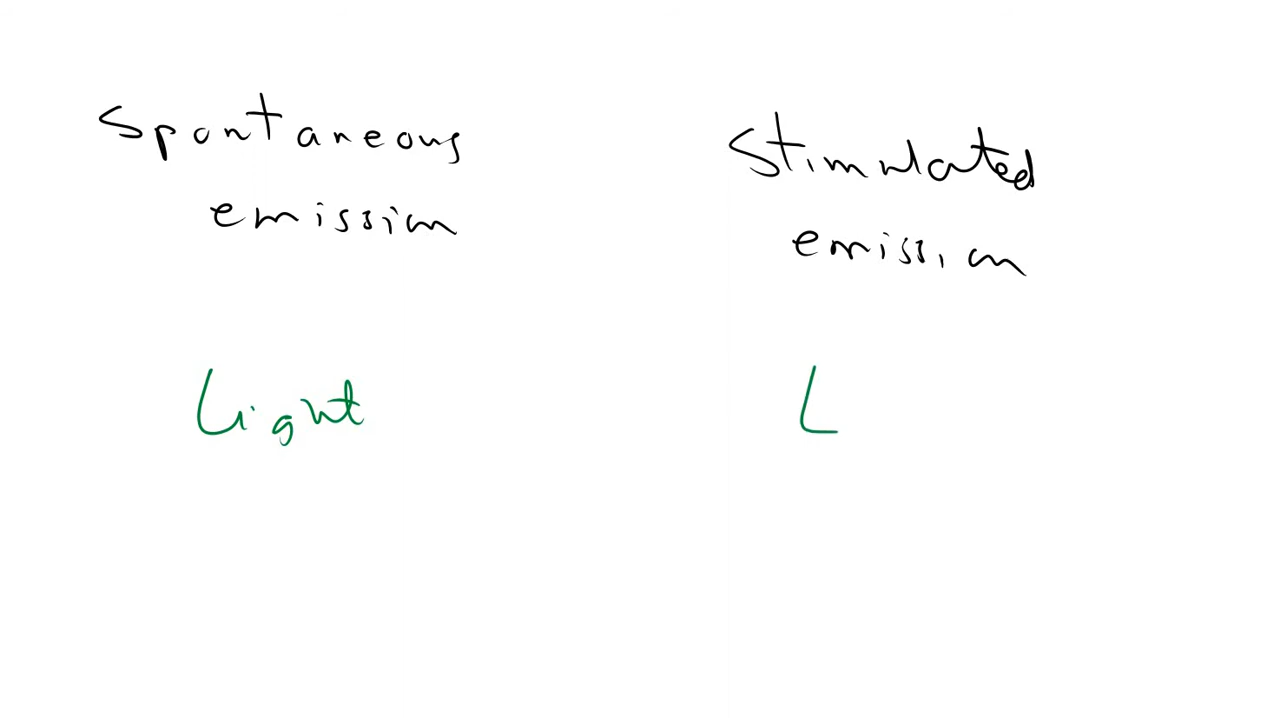 Spontaneous
emission
Stimulated
emission
Light
L